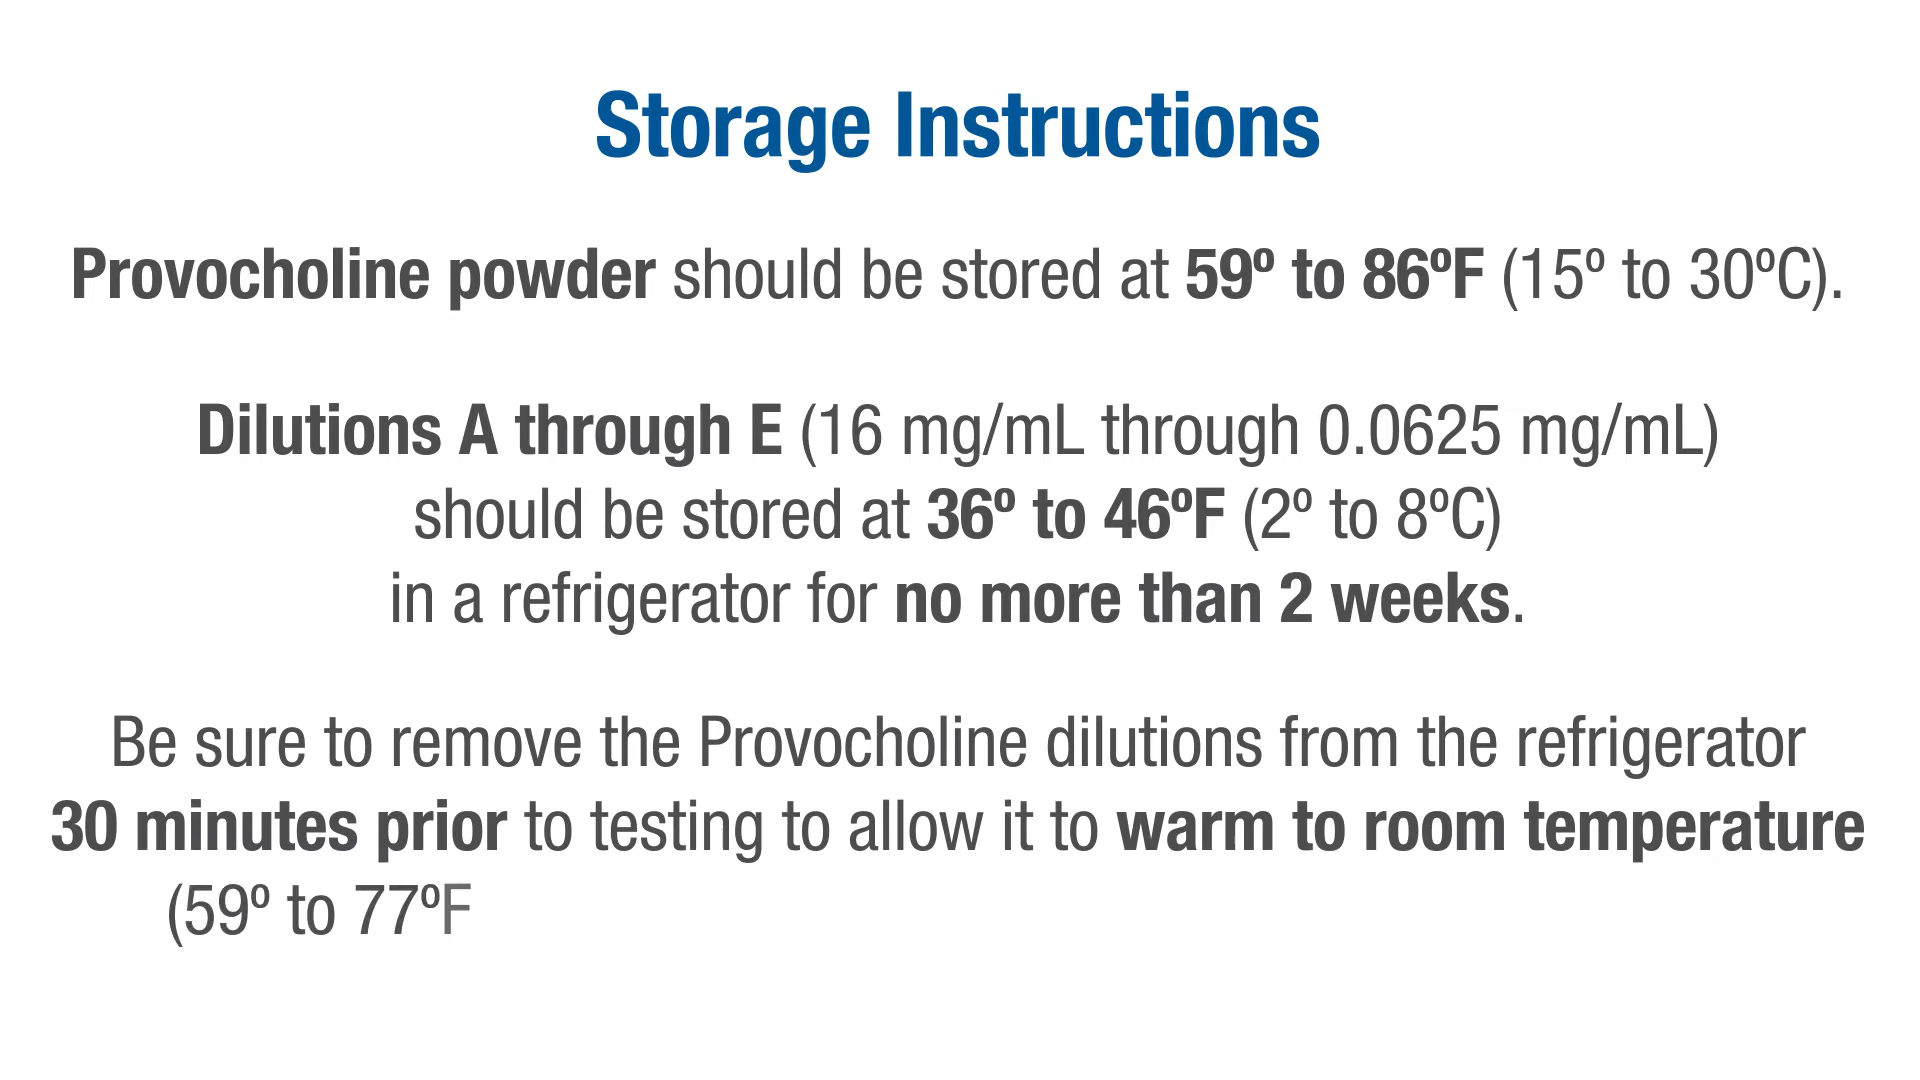 Storage Instructions
Provocholine powder should be stored at 59º to 86ºF (15º to 30ºC).
Dilutions A through E (16 mg/mL through 0.0625 mg/mL)
should be stored at 36º to 46ºF (2º to 8ºC)
in a refrigerator for no more than 2 weeks.
Be sure to remove the Provocholine dilutions from the refrigerator
30 minutes prior to testing to allow it to warm to room temperature
(59º to 77ºF